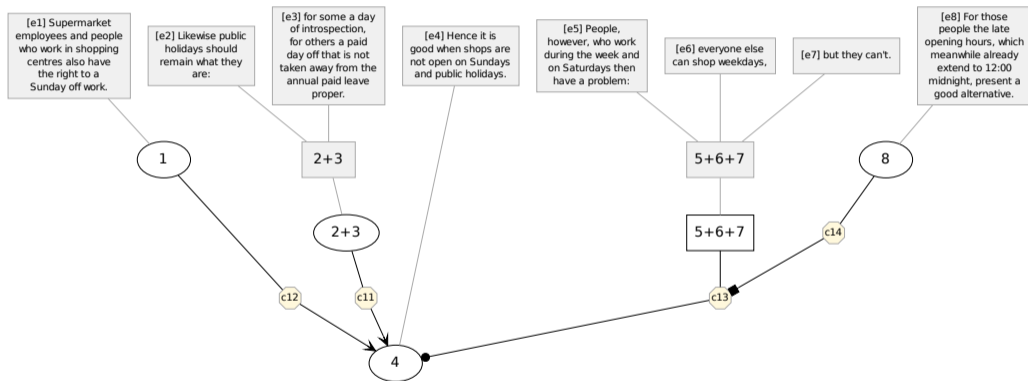 [e1] Supermarket
employees and people
who work in shopping
centres also have
the right to a
Sunday off work.
[e2] Likewise public
holidays should
remain what they
are:
[e3] for some a day
of introspection,
for others a paid
day off that is not
taken away from the
annual paid leave
proper.
[e4] Hence it is
good when shops are
not open on Sundays
and public holidays.
[e5] People,
however, who work
during the week and
on Saturdays then
have a problem:
[e6] everyone else
can shop weekdays,
[e7] but they can't.
[e8] For those
people the late
opening hours, which
meanwhile already
extend to 12:00
midnight, present a
good alternative.
1
2+3
5+6+7
8
2+3
5+6+7
c14
c12
c11
c13
4